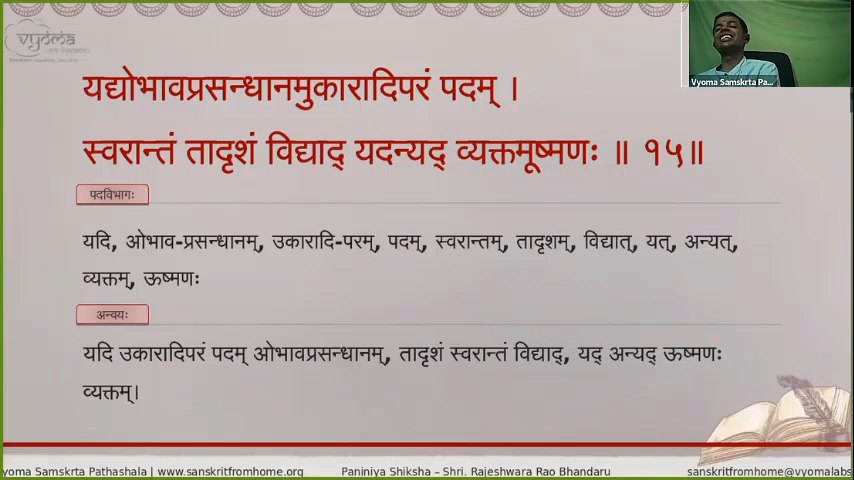 vyoma
Vyoma Samskrta Pa...
यद्योभावप्रसन्धानमुकारादिपरं पदम् ।
स्वरान्तं तादृशं विद्याद् यदन्यद् व्यक्तमूष्मणः ॥ १५॥
पदविभागः
यदि, ओभाव-प्रसन्धानम्, उकारादि-परम्, पदम्, स्वरान्तम्, तादृशम्, विद्यात्, यत्, अन्यत्,
व्यक्तम्, ऊष्मणः
अन्वयः
यदि उकारादिपरं पदम् ओभावप्रसन्धानम्, तादृशं स्वरान्तं विद्याद्, यद् अन्यद् ऊष्मणः
व्यक्तम्।
yoma Samskrta Pathashala | www.sanskritfromhome.org Paniniya Shiksha – Shri. Rajeshwara Rao Bhandaru sanskritfromhome@vyomalabs